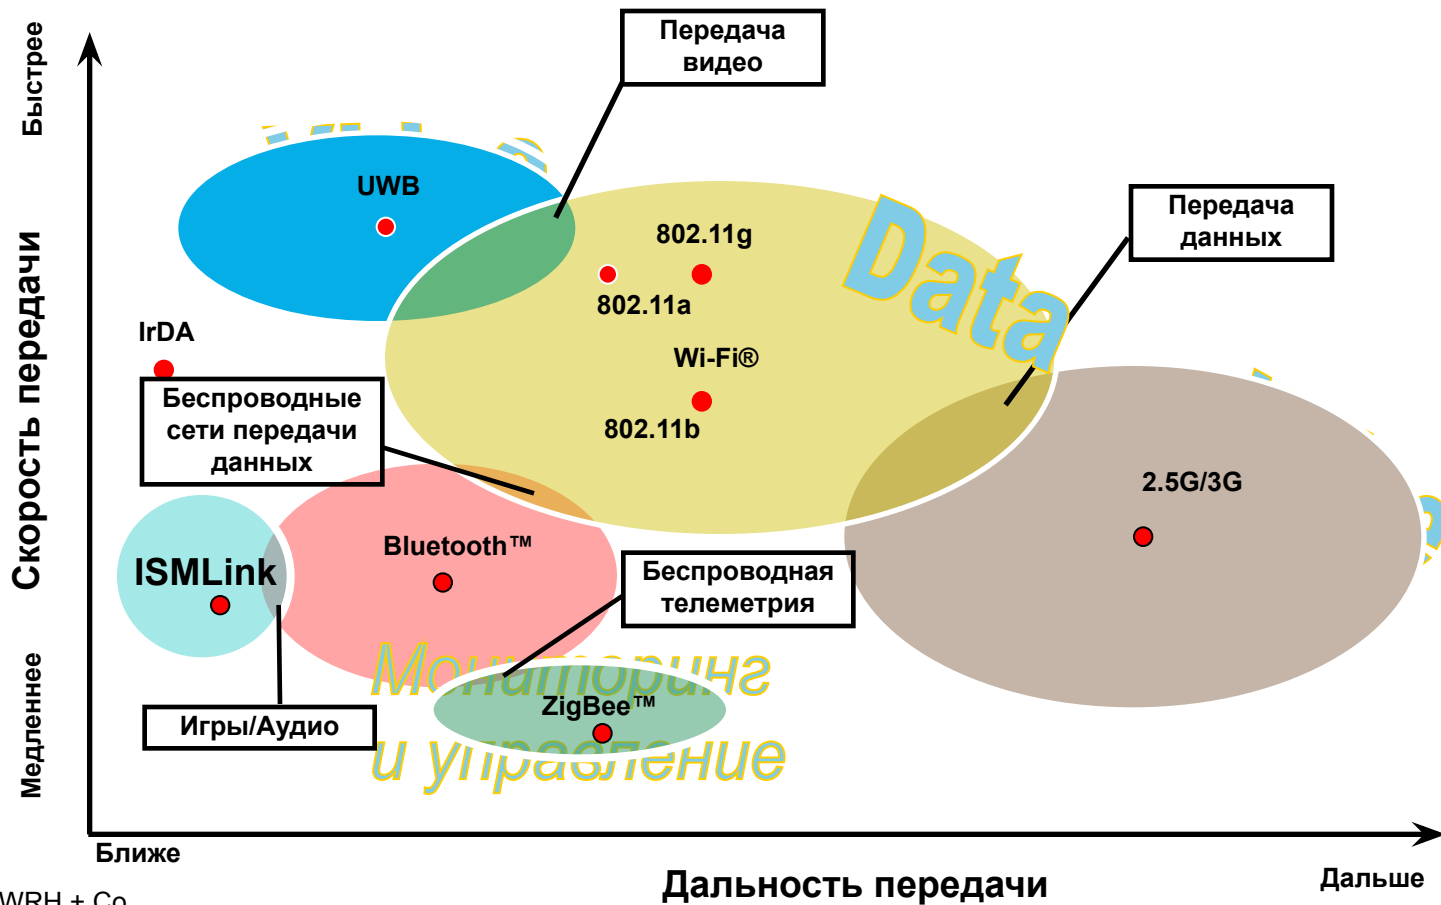 Быстрее
Передача
видео
UWB
802.11g
Data
Передача
данных
802.11a
IrDA
Wi-Fi®
Беспроводные
сети передачи
данных
802.11b
Скорость передачи
2.5G/3G
Bluetooth™
ISMLink
Беспроводная
телеметрия
Мониторинг
ZigBee™
и управление
Игры/Аудио
Медленнее
Ближе
Дальность передачи
Дальше
WRH + Co